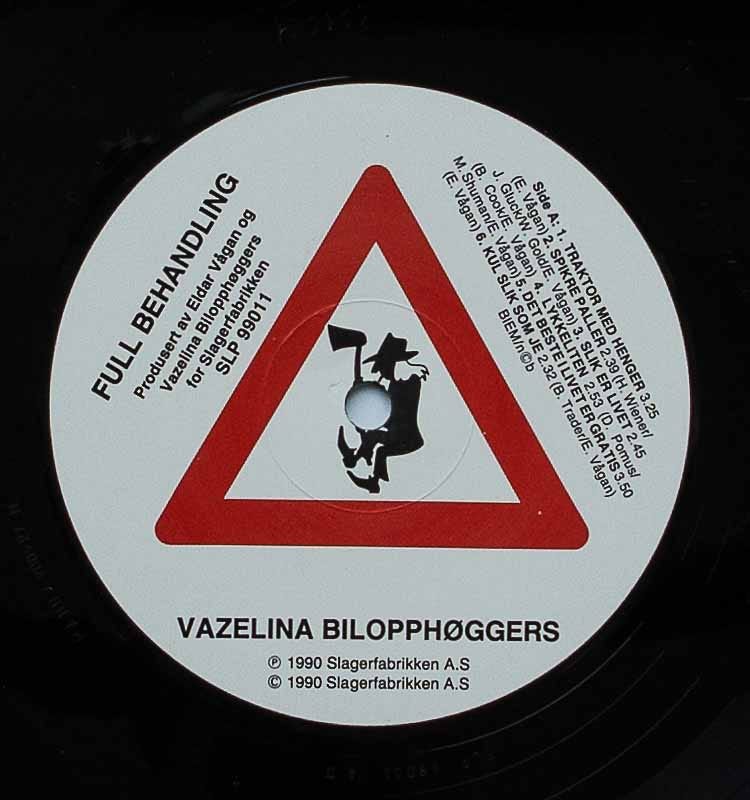 FULL BEHANDLING
Produsert av Eidar Vågan og
Vazelina Bilopphøggers
for Slagerfabrikken
SLP 99011
Side A: 1. TRAKTOR MED HENGER 3.25
(E. Vågan) 2. SPIKRE PALLER 2.39 (H. Wiener/
J. Gluck/W. Gold/E. Vågan) 3. SLIK ER LIVET 2.45
(B. Cook/E. Vågan) 4. LYKKELITEN 2.53 (D. Pomus/
M. Shuman/E. Vågan) 5. DET BESTE I LIVET ER GRATIS 3.50
(E. Vågan) 6. KUL SLIK SOM JE 2.32 (B. Trader/E. Vågan)
BIEM/n©b
VAZELINA BILOPPHØGGERS
℗ 1990 Slagerfabrikken A.S
© 1990 Slagerfabrikken A.S